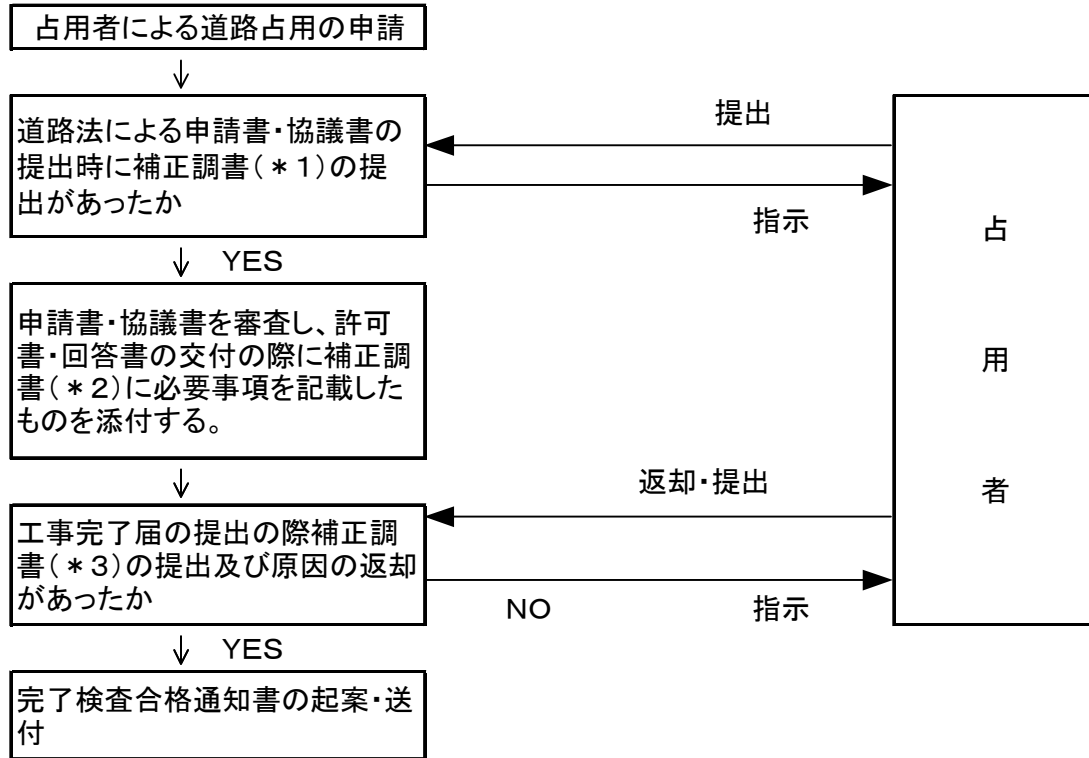 占用者による道路占用の申請
↓
道路法による申請書・協議書の
提出時に補正調書(＊1)の提
出があったか
提出
指示
↓ YES
申請書・協議書を審査し、許可
書・回答書の交付の際に補正調
書(＊2)に必要事項を記載した
ものを添付する。
↓
工事完了届の提出の際補正調
書(＊3)の提出及び原因の返却
があったか
返却・提出
NO
指示
↓ YES
完了検査合格通知書の起案・送
付
占
用
者